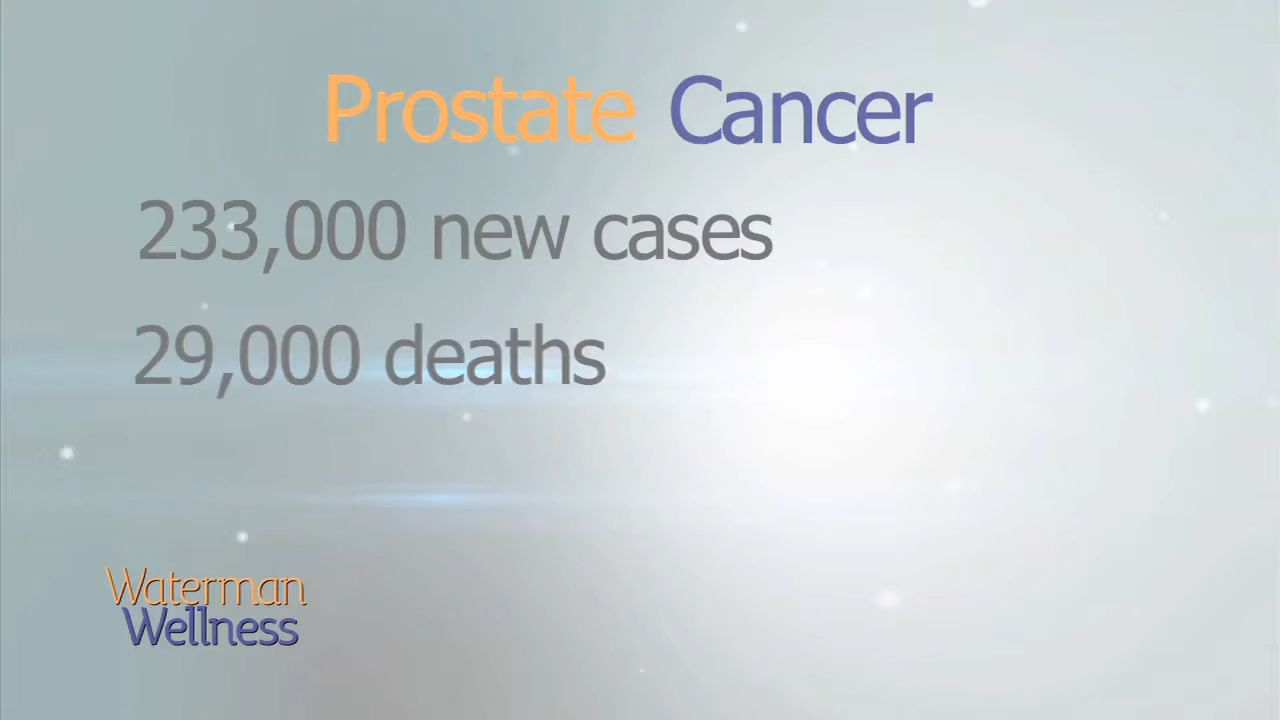 Prostate Cancer
233,000 new cases
29,000 deaths
Waterman
Wellness